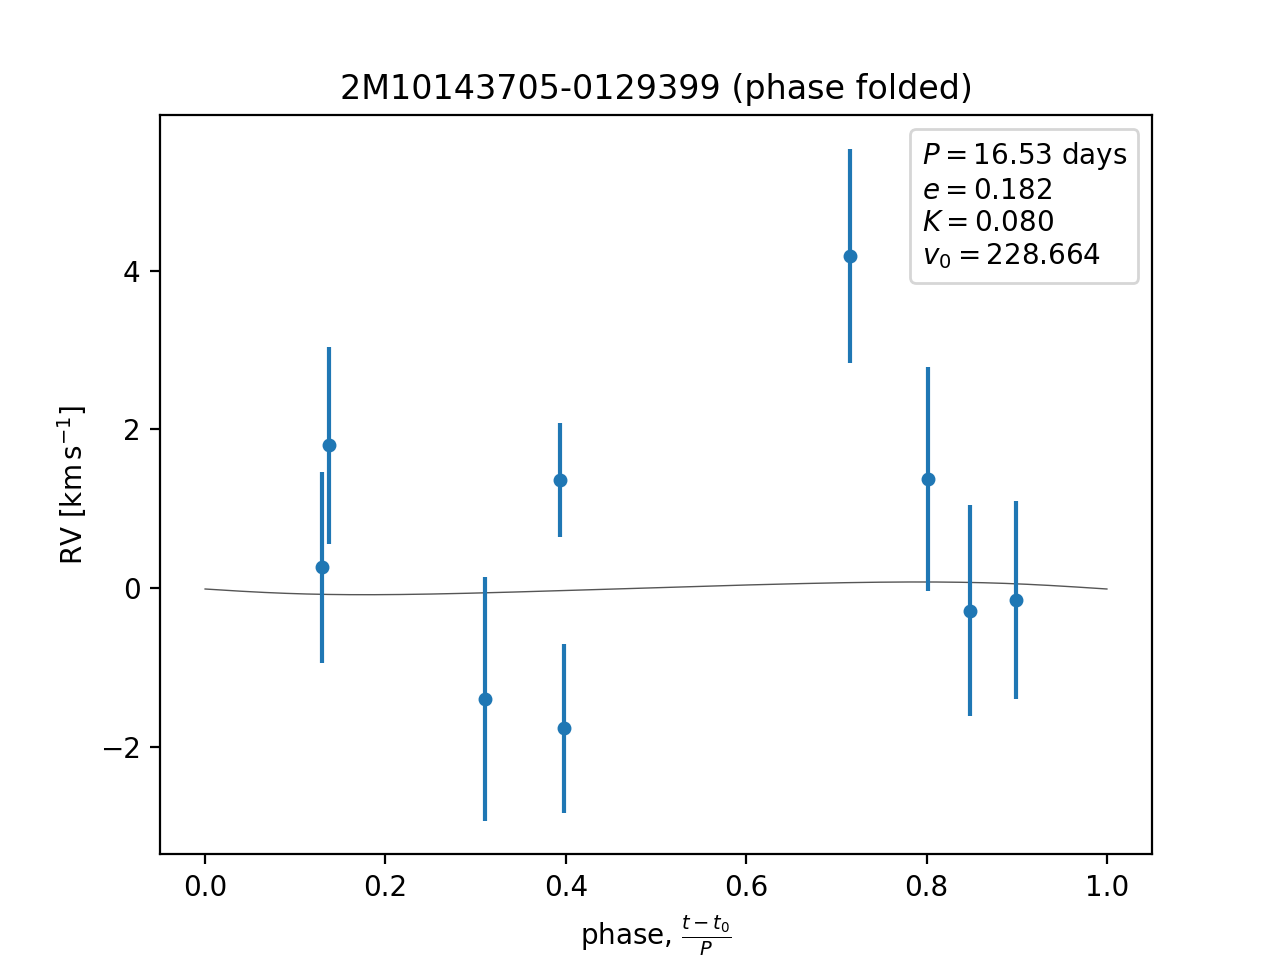 2M10143705-0129399 (phase folded)
P = 16.53 days
e = 0.182
K = 0.080
v₀ = 228.664
RV [km s⁻¹]
4
2
0
−2
0.0 0.2 0.4 0.6 0.8 1.0
phase, (t − t₀)/P